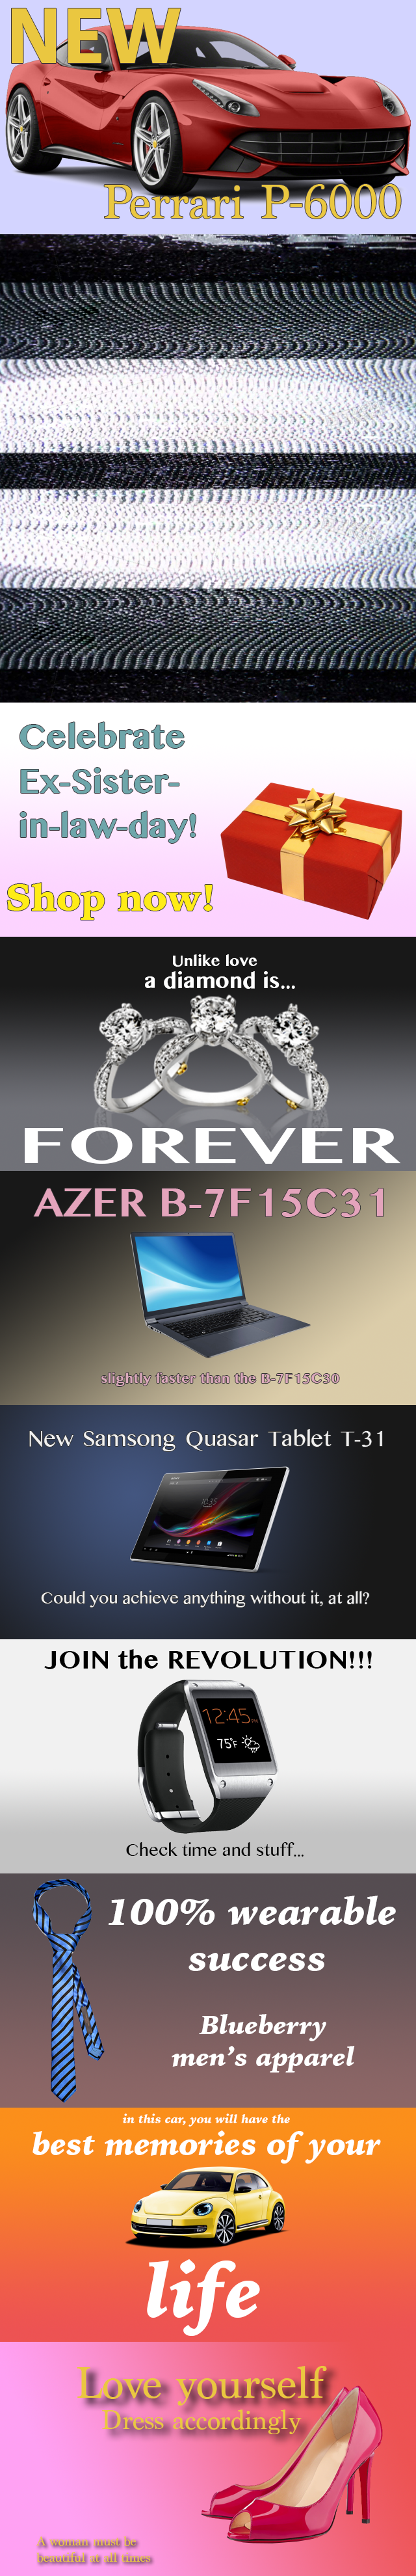 NEW
Perrari P-6000
Celebrate
Ex-Sister-
in-law-day!
Shop now!
Unlike love
a diamond is...
FOREVER
AZER B-7F15C31
slightly faster than the B-7F15C30
New Samsong Quasar Tablet T-31
Could you achieve anything without it, at all?
JOIN the REVOLUTION!!!
12:45
75°F
Check time and stuff...
100% wearable
success
Blueberry
men's apparel
in this car, you will have the
best memories of your
life
Love yourself
Dress accordingly
A woman must be
beautiful at all times